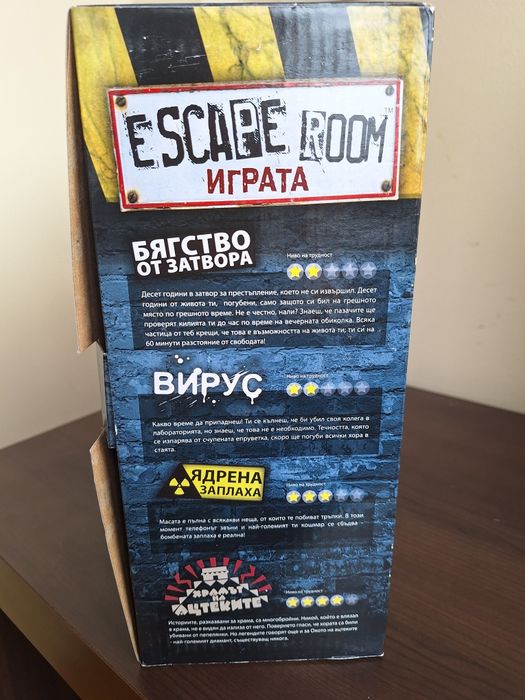 ESCAPE ROOM™
ИГРАТА
БЯГСТВО
ОТ ЗАТВОРА
Ниво на трудност
Десет години в затвор за престъпление, което не си извършил. Десет
години от живота ти, погубени, само защото си бил на грешното
място по грешното време. Не е честно, нали? Знаеш, че пазачите ще
проверят килията ти до час по време на вечерната обиколка. Всяка
частица от теб крещи, че това е възможността на живота ти; ти си на
60 минути разстояние от свободата!
ВИРУС
Ниво на трудност
Какво време да припаднеш! Ти се кълнеш, че би убил своя колега в
лабораторията, но знаеш, че това не е необходимо. Течността, която
се изпарява от счупената епруветка, скоро ще погуби всички хора в
стаята.
ЯДРЕНА
ЗАПЛАХА
Ниво на трудност
Масата е пълна с всякакви неща, от които те побиват тръпки. В този
момент телефонът звъни и най-големият ти кошмар се сбъдва -
бомбената заплаха е реална!
ХРАМЪТ
НА
АЦТЕКИТЕ
Ниво на трудност
Историите, разказвани за храма, са многобройни. Никой, който е влязал
в храма, не е видян да излиза от него. Поверието гласи, че хората са били
убивани от пепелянки. Но легендите говорят още и за Окото на ацтеките
- най-големият диамант, съществуващ някога.